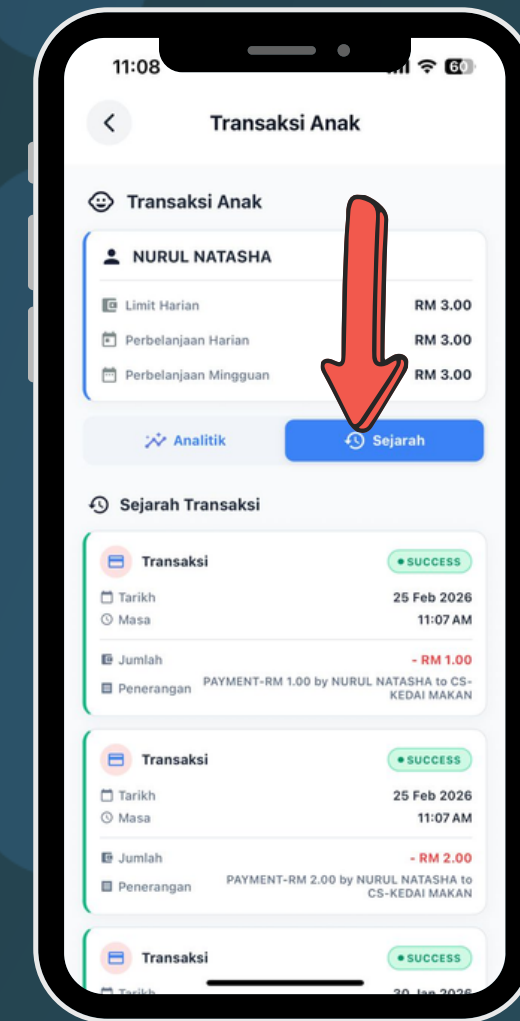 11:08
60
Transaksi Anak
Transaksi Anak
NURUL NATASHA
Limit Harian RM 3.00
Perbelanjaan Harian RM 3.00
Perbelanjaan Mingguan RM 3.00
Analitik Sejarah
Sejarah Transaksi
Transaksi SUCCESS
Tarikh 25 Feb 2026
Masa 11:07 AM
Jumlah - RM 1.00
Penerangan PAYMENT-RM 1.00 by NURUL NATASHA to CS-
KEDAI MAKAN
Transaksi SUCCESS
Tarikh 25 Feb 2026
Masa 11:07 AM
Jumlah - RM 2.00
Penerangan PAYMENT-RM 2.00 by NURUL NATASHA to
CS-KEDAI MAKAN
Transaksi SUCCESS
Tarikh 30 Jan 2026